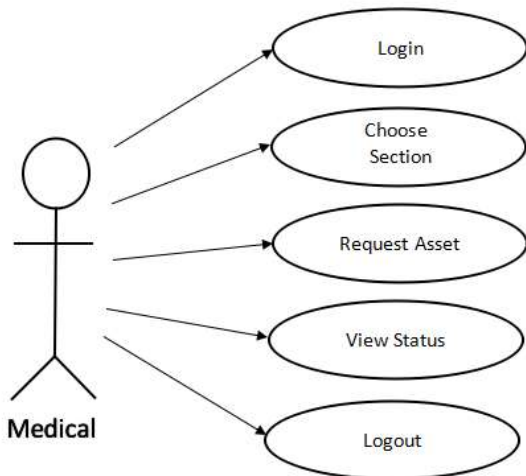 Login
Choose
Section
Request Asset
View Status
Medical
Logout